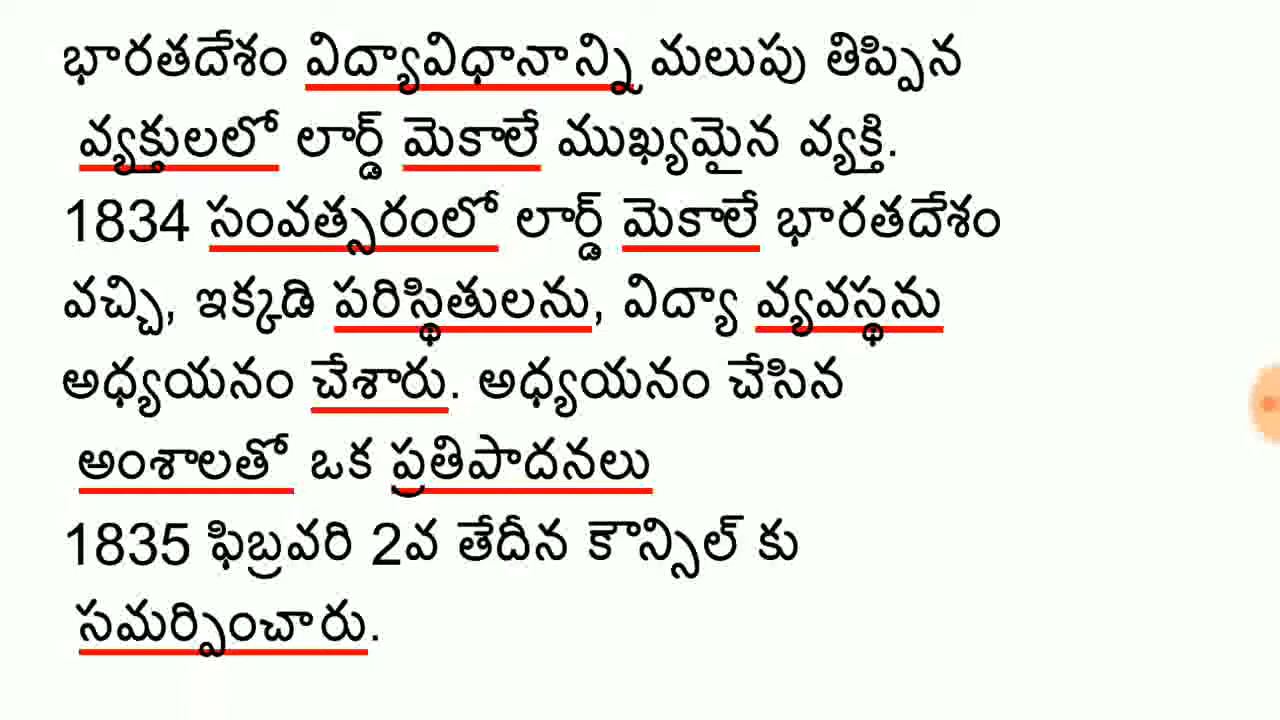 భారతదేశం విద్యావిధానాన్ని మలుపు తిప్పిన
వ్యక్తులలో లార్డ్ మెకాలే ముఖ్యమైన వ్యక్తి.
1834 సంవత్సరంలో లార్డ్ మెకాలే భారతదేశం
వచ్చి, ఇక్కడి పరిస్థితులను, విద్యా వ్యవస్థను
అధ్యయనం చేశారు. అధ్యయనం చేసిన
అంశాలతో ఒక ప్రతిపాదనలు
1835 ఫిబ్రవరి 2వ తేదీన కౌన్సిల్ కు
సమర్పించారు.